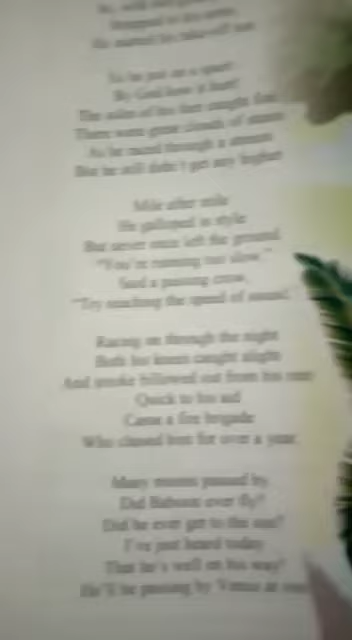 So he put on a spurt
By God how it hurt!
The soles of his feet caught fire
There were great clouds of steam
As he raced through a stream
But he still didn't get any higher

Mile after mile
He galloped in style
But never once left the ground
"You're running too slow,"
Said a passing crow,
"Try reaching the speed of sound."

Racing on through the night
Both his knees caught alight
And smoke billowed out from his rear
Quick to his aid
Came a fire brigade
Who chased him for over a year

Many moons passed by
Did Baboon ever fly?
Did he ever get to the sun?
I've just heard today
That he's well on his way!
He'll be passing by Venus at